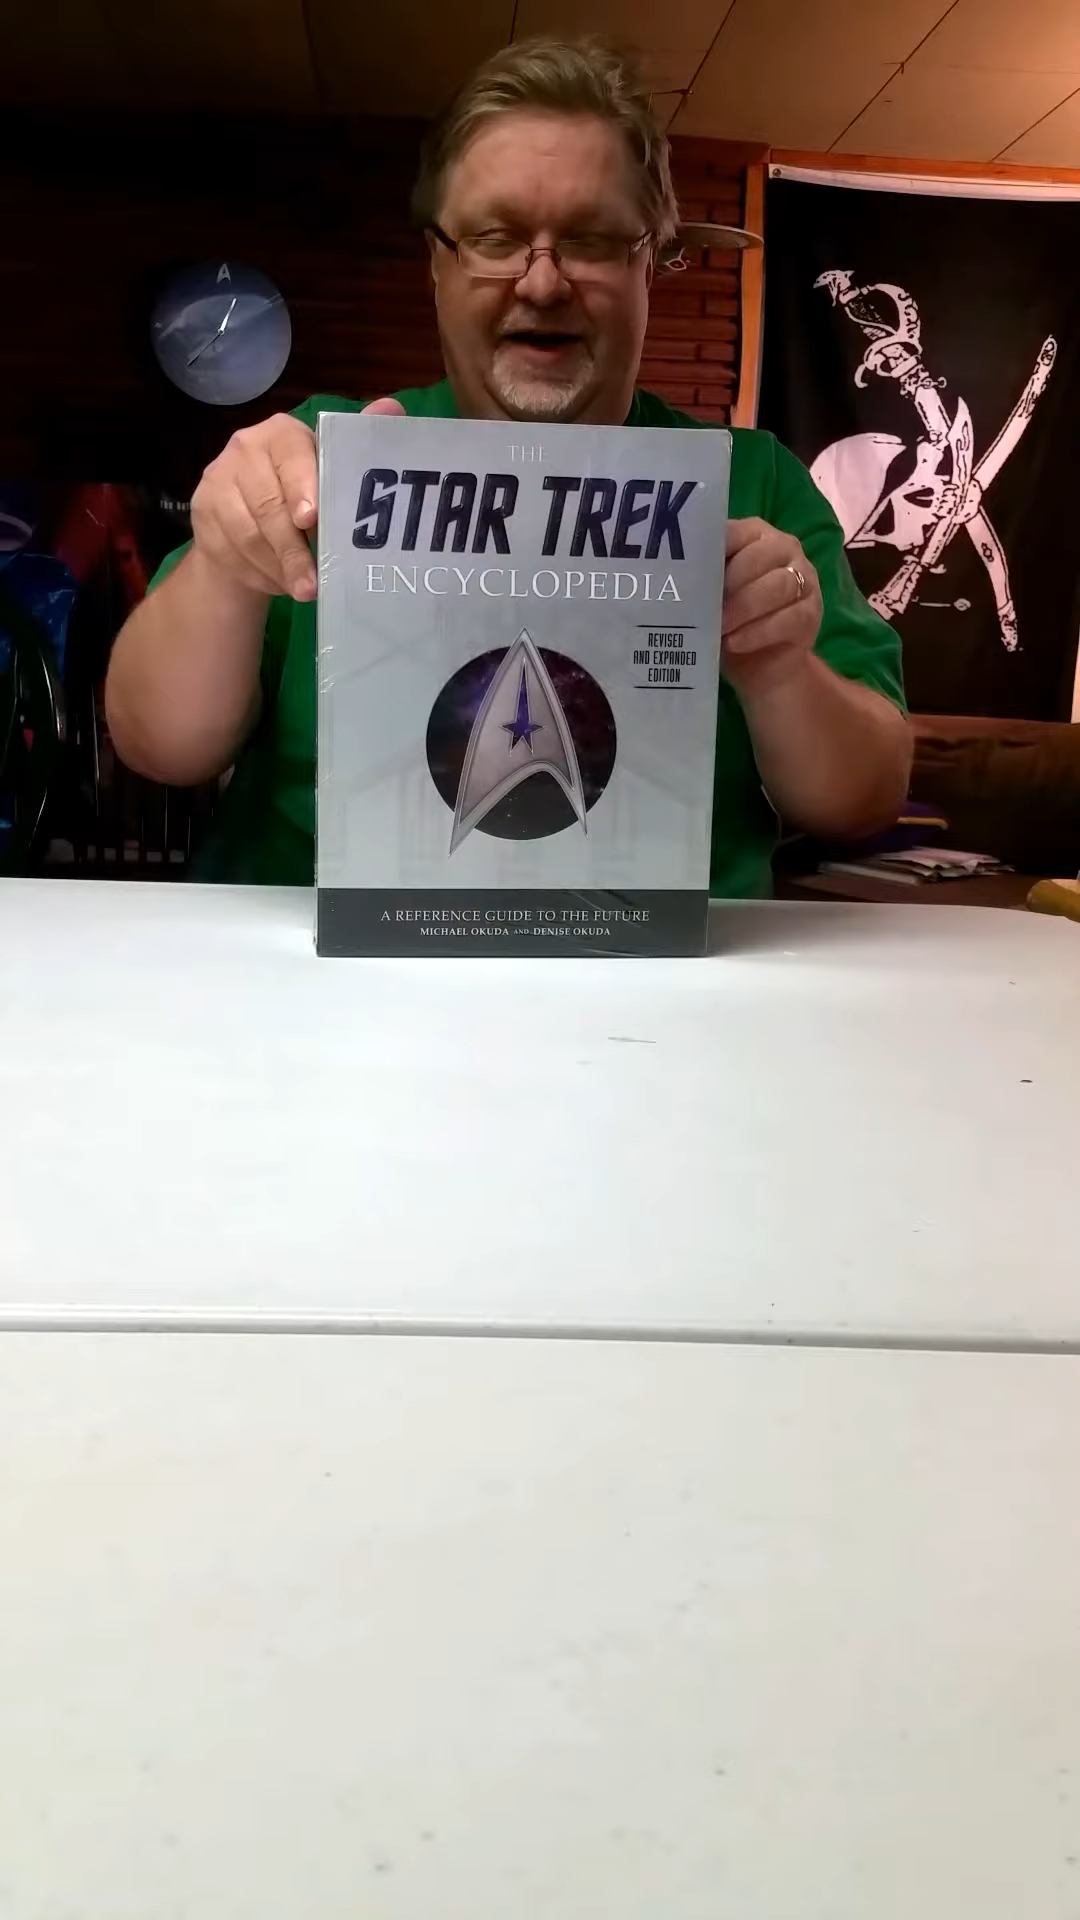 THE
STAR TREK
ENCYCLOPEDIA
REVISED
AND EXPANDED
EDITION
A REFERENCE GUIDE TO THE FUTURE
MICHAEL OKUDA AND DENISE OKUDA